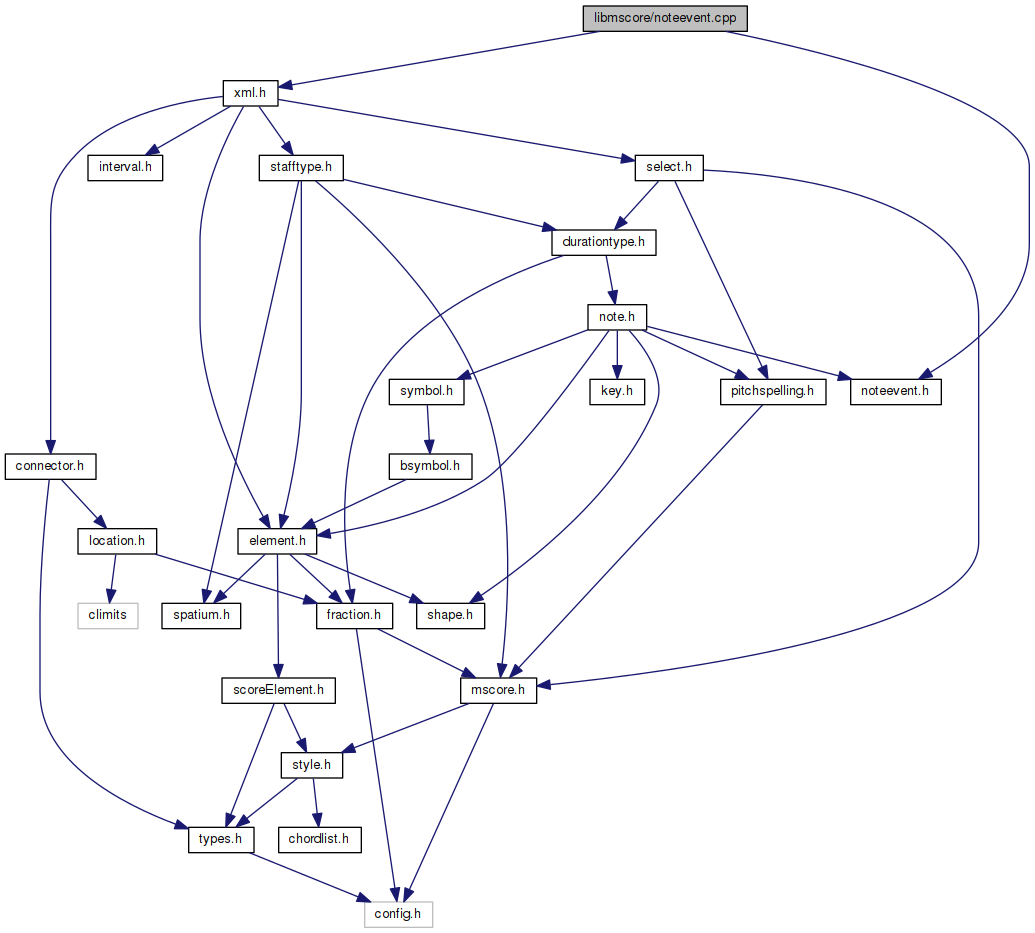 libmscore/noteevent.cpp
xml.h
interval.h
stafftype.h
select.h
durationtype.h
note.h
symbol.h
key.h
pitchspelling.h
noteevent.h
connector.h
bsymbol.h
location.h
element.h
climits
spatium.h
fraction.h
shape.h
scoreElement.h
mscore.h
style.h
types.h
chordlist.h
config.h